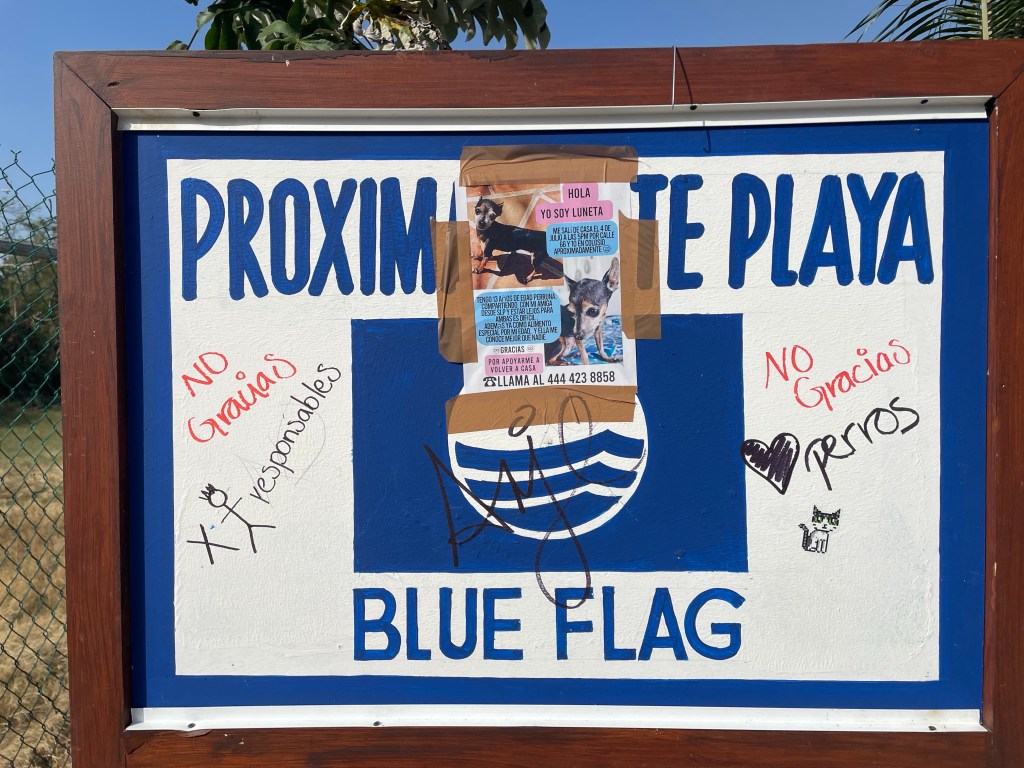 PROXIM TE PLAYA
HOLA
YO SOY LUNETA
ME SALí DE CASA EL 4 DE
JULIO A LAS 5PM POR CALLE
66 Y 10 EN COLOSIO
APROXIMADAMENTE
TENGO 13 AñOS DE EDAD PERRUNA
COMPARTIENDO CON MI AMIGA
DESDE SLP Y ESTAR LEJOS PARA
AMBAS ES DIFíCIL.
ADEMáS YA COMO ALIMENTO
ESPECIAL POR MI EDAD, Y ELLA ME
CONOCE MEJOR QUE NADIE
GRACIAS
POR APOYARME A
VOLVER A CASA
LLAMA AL 444 423 8858
NO
Gracias
responsables
X
NO
Gracias
perros
BLUE FLAG